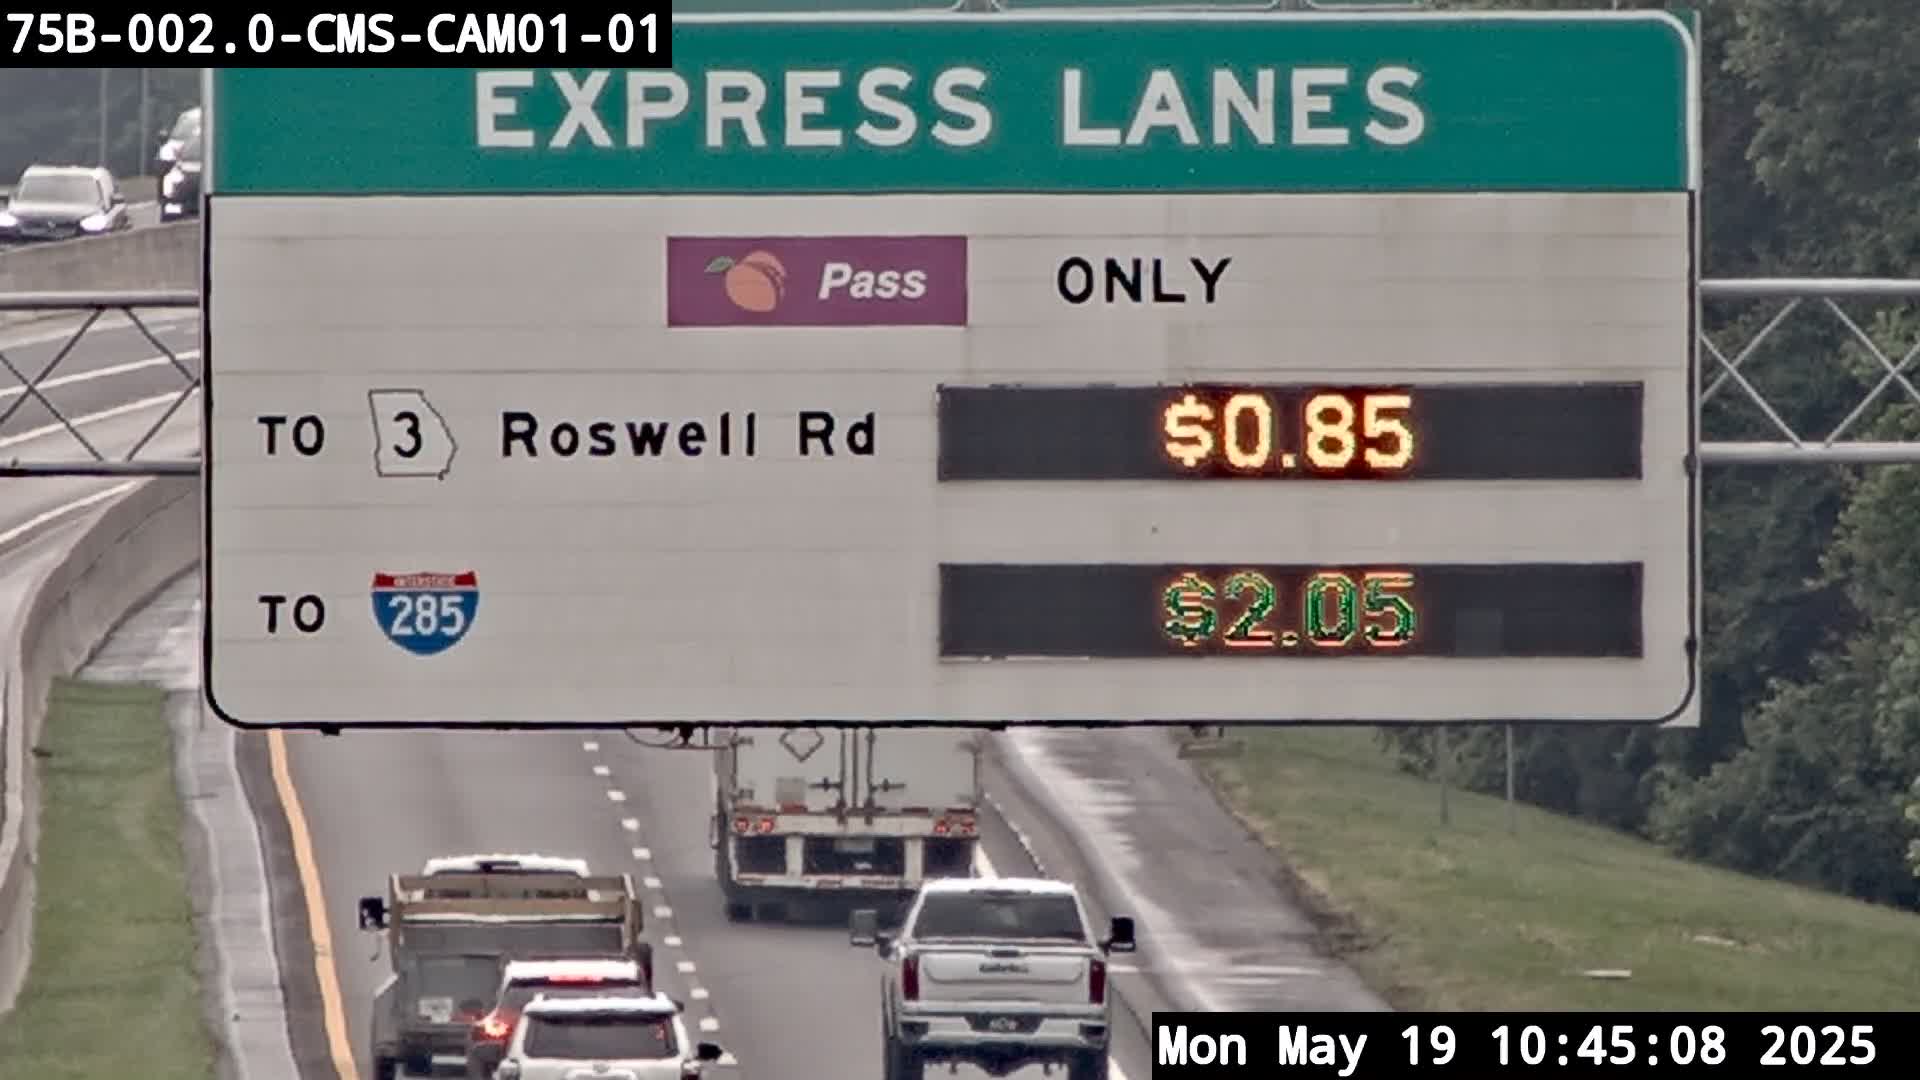 75B-002.0-CMS-CAM01-01
EXPRESS LANES
Pass ONLY
TO 3 Roswell Rd $0.85
TO INTERSTATE 285 $2.05
Mon May 19 10:45:08 2025